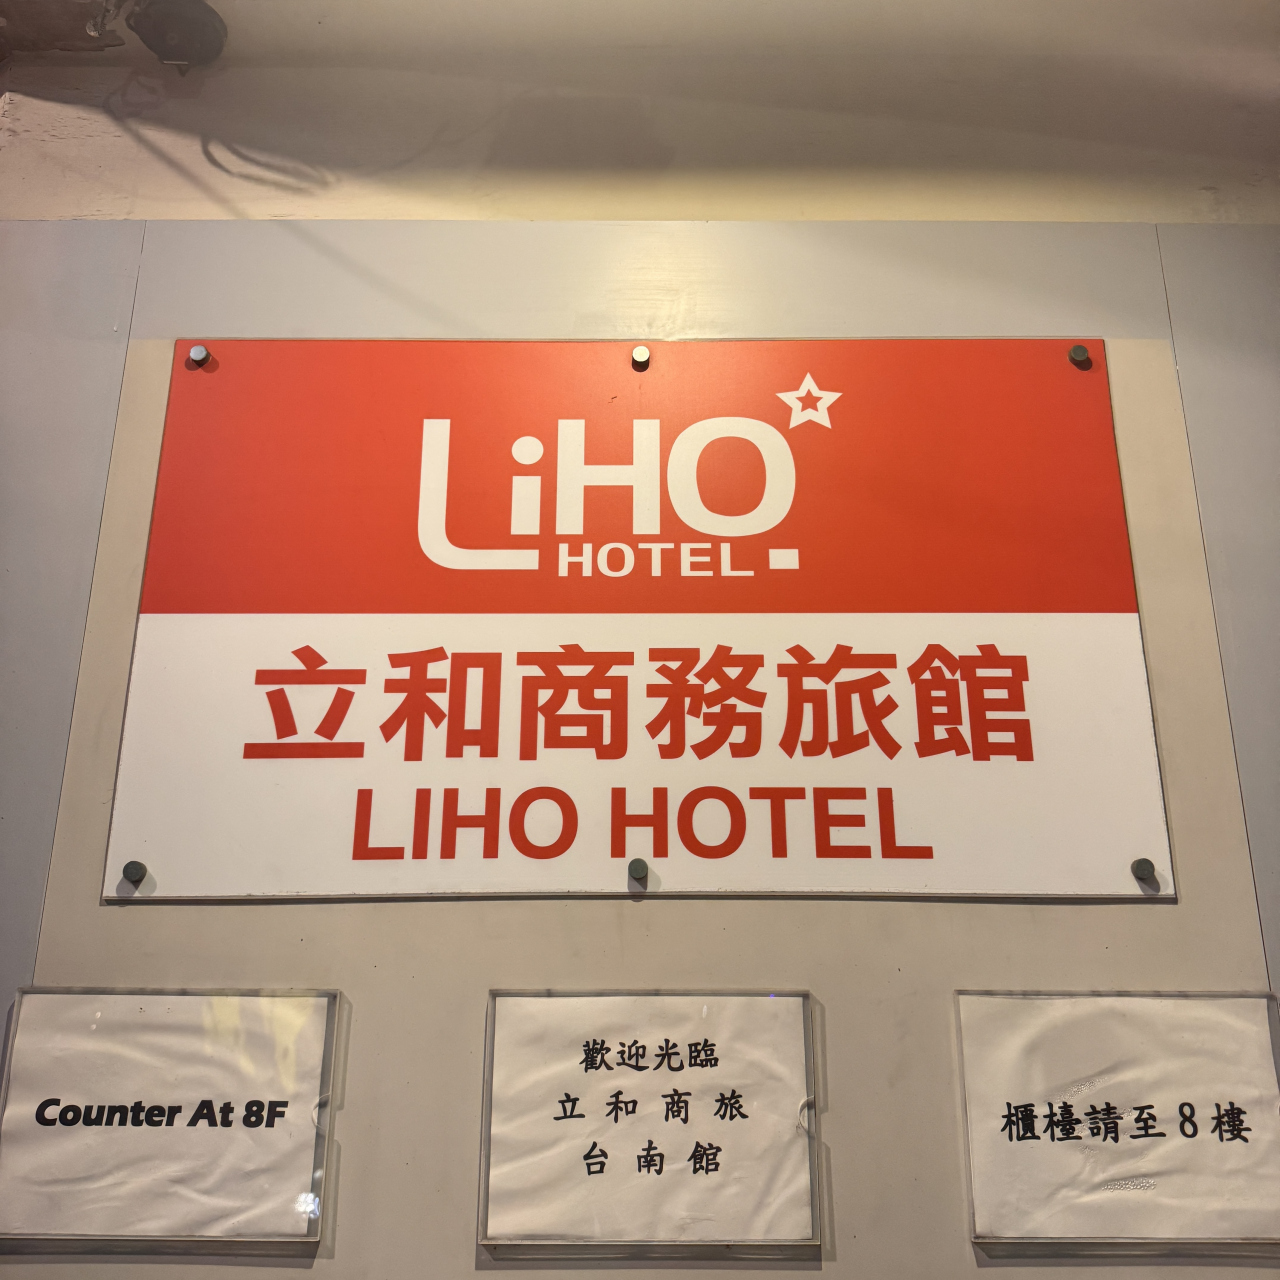 LiHO
HOTEL
立和商務旅館
LIHO HOTEL
Counter At 8F
歡迎光臨
立和商旅
台南館
櫃檯請至8樓